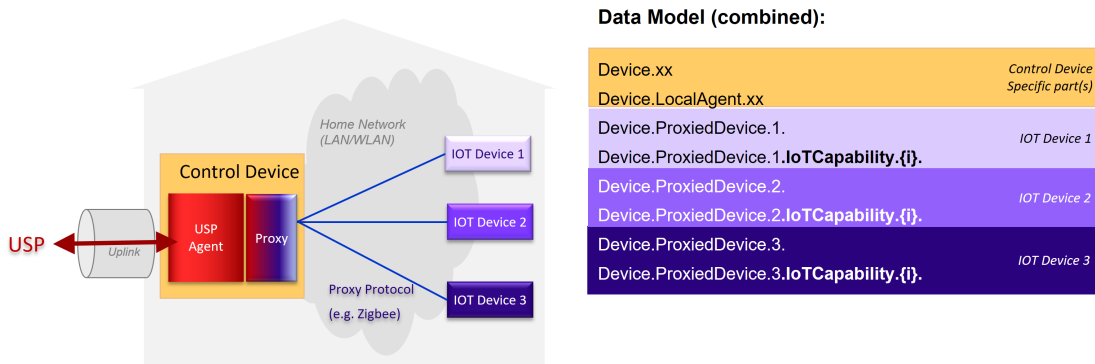 Data Model (combined):
Home Network
(LAN/WLAN)
Control Device
USP
Agent
Proxy
USP
Uplink
IOT Device 1
IOT Device 2
IOT Device 3
Proxy Protocol
(e.g. Zigbee)
Device.xx
Device.LocalAgent.xx
Control Device
Specific part(s)
Device.ProxiedDevice.1.
Device.ProxiedDevice.1.IoTCapability.{i}.
IOT Device 1
Device.ProxiedDevice.2.
Device.ProxiedDevice.2.IoTCapability.{i}.
IOT Device 2
Device.ProxiedDevice.3.
Device.ProxiedDevice.3.IoTCapability.{i}.
IOT Device 3